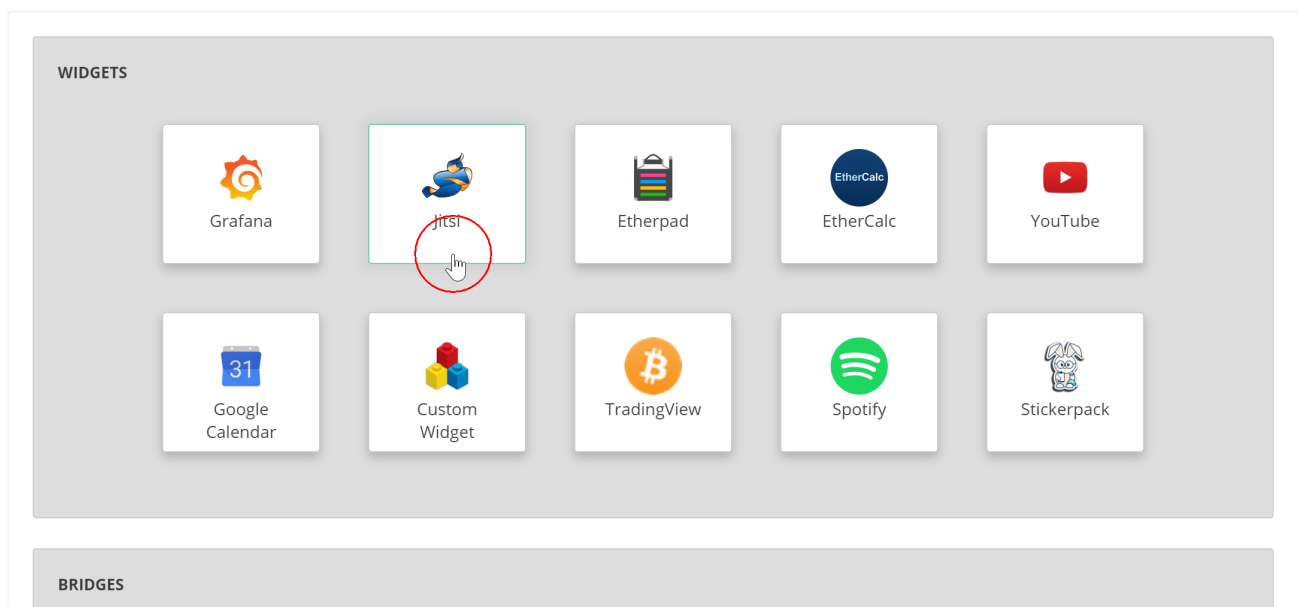 WIDGETS
Grafana
Jitsi
Etherpad
EtherCalc
EtherCalc
YouTube
31
Google
Calendar
Custom
Widget
TradingView
Spotify
Stickerpack
BRIDGES